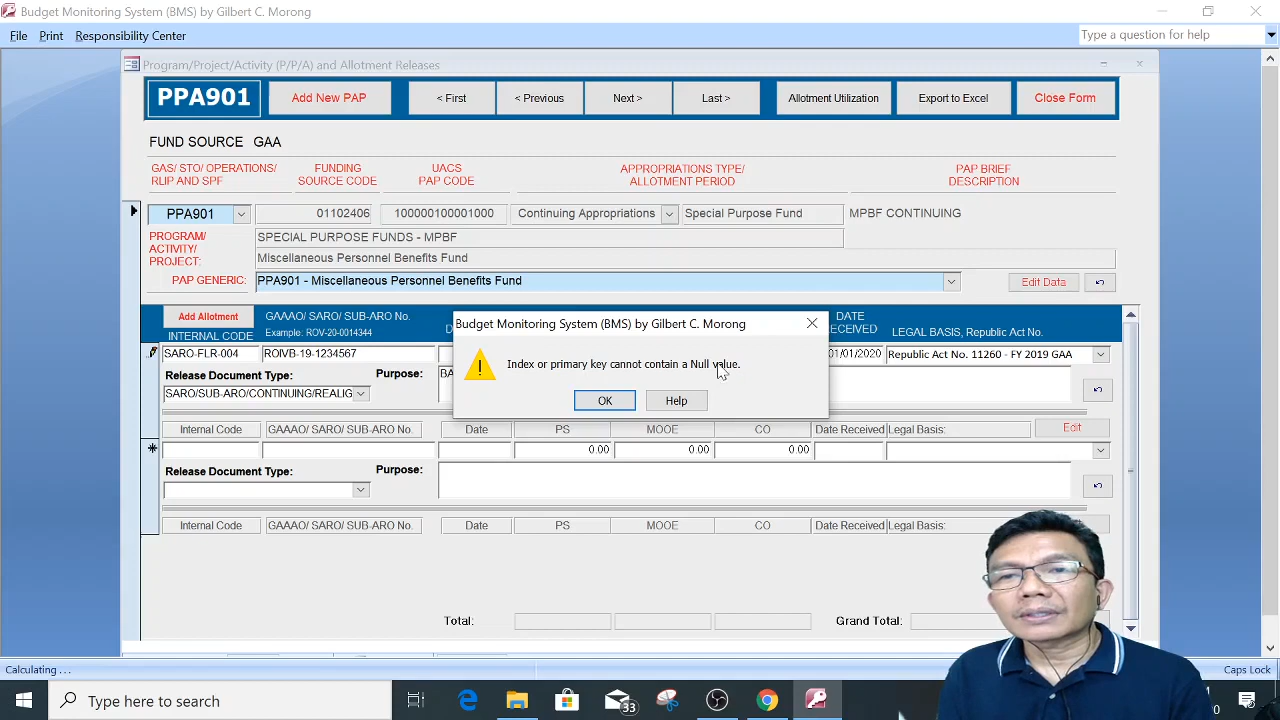 Budget Monitoring System (BMS) by Gilbert C. Morong
File Print Responsibility Center
Type a question for help
Program/Project/Activity (P/P/A) and Allotment Releases
PPA901 Add New PAP < First < Previous Next > Last > Allotment Utilization Export to Excel Close Form
FUND SOURCE GAA
GAS/ STO/ OPERATIONS/ FUNDING UACS APPROPRIATIONS TYPE/ PAP BRIEF
RLIP AND SPF SOURCE CODE PAP CODE ALLOTMENT PERIOD DESCRIPTION
PPA901 01102406 100000100001000 Continuing Appropriations Special Purpose Fund MPBF CONTINUING
PROGRAM/ SPECIAL PURPOSE FUNDS - MPBF
ACTIVITY/
PROJECT: Miscellaneous Personnel Benefits Fund
PAP GENERIC: PPA901 - Miscellaneous Personnel Benefits Fund Edit Data
Add Allotment GAAAO/ SARO/ SUB-ARO No. DATE
INTERNAL CODE Example: ROV-20-0014344 LEGAL BASIS, Republic Act No.
SARO-FLR-004 ROIVB-19-1234567 01/01/2020 Republic Act No. 11260 - FY 2019 GAA
Release Document Type: Purpose: BA
SARO/SUB-ARO/CONTINUING/REALIG
Budget Monitoring System (BMS) by Gilbert C. Morong
Index or primary key cannot contain a Null value.
OK Help
Internal Code GAAAO/ SARO/ SUB-ARO No. Date PS MOOE CO Date Received Legal Basis: Edit
0.00 0.00 0.00
Release Document Type: Purpose:
Internal Code GAAAO/ SARO/ SUB-ARO No. Date PS MOOE CO Date Received Legal Basis:
Total: Grand Total:
Calculating . . . Caps Lock
Type here to search
33